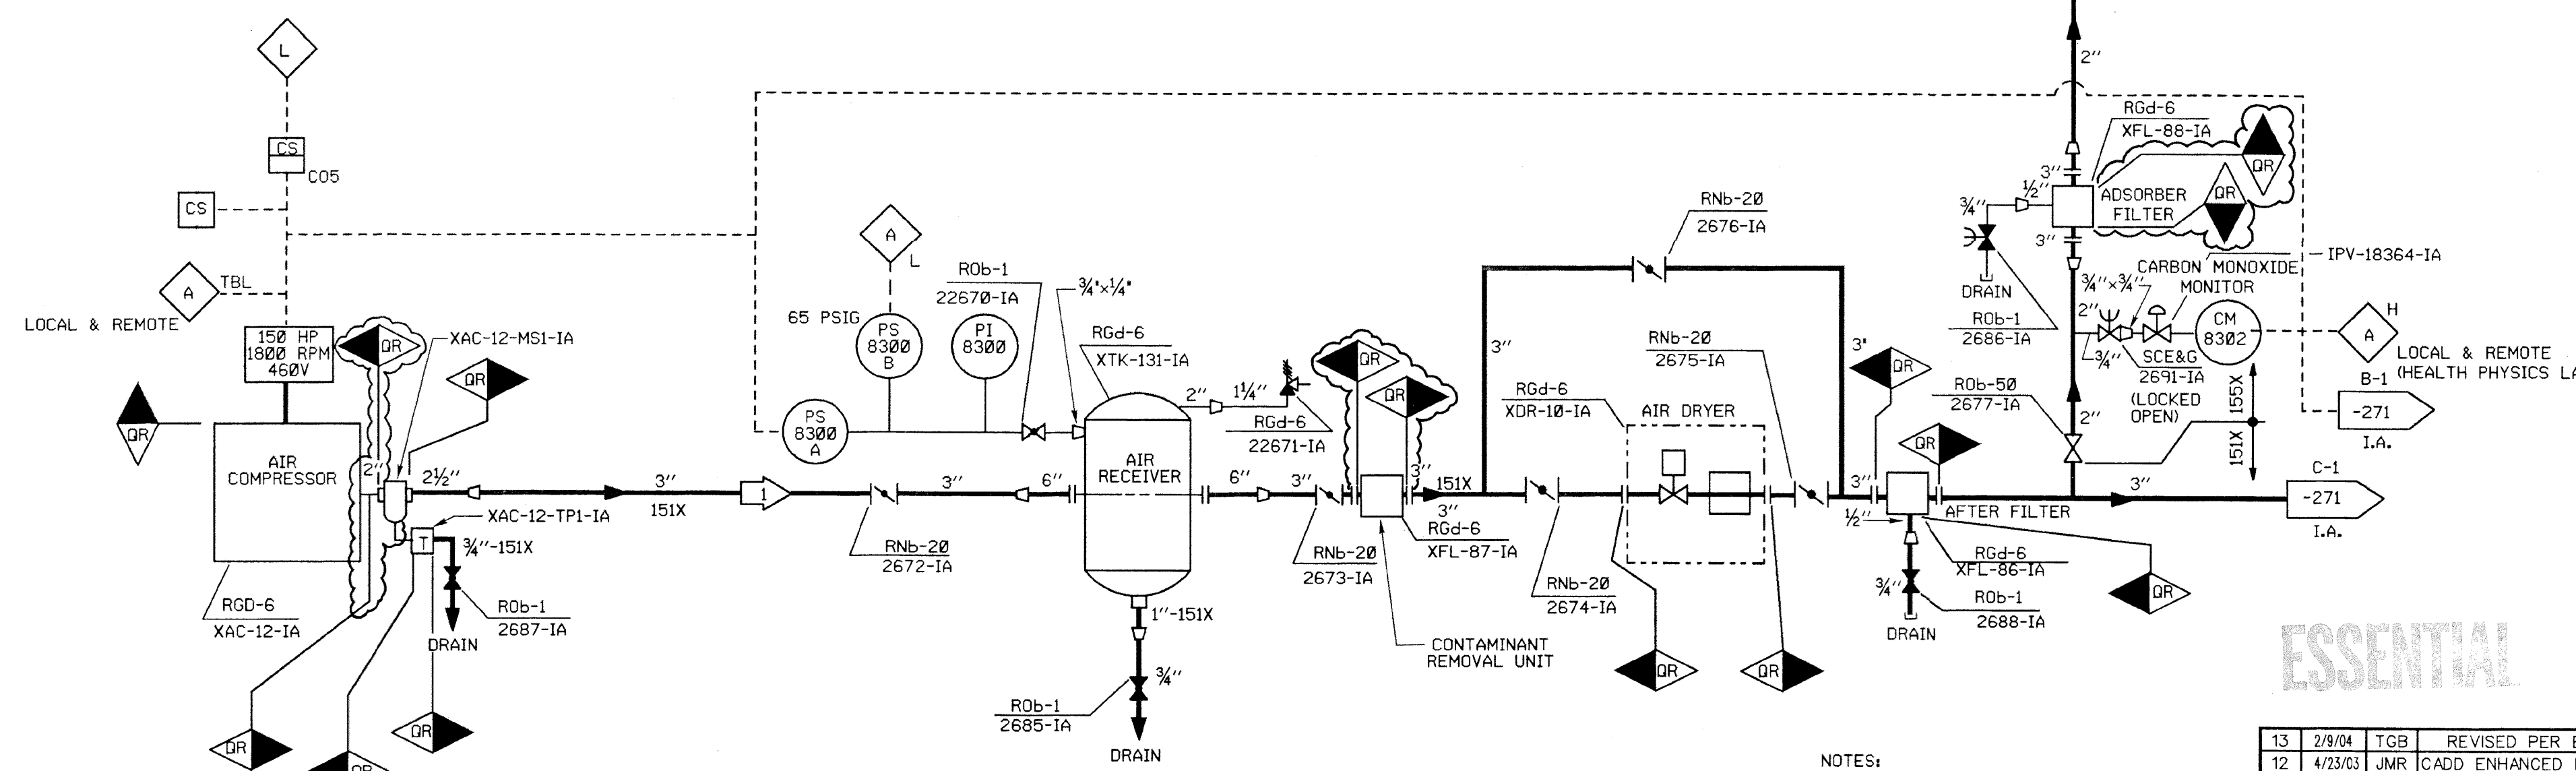 L
CS
CO5
CS
A
TBL
LOCAL & REMOTE
150 HP
1800 RPM
460V
QR
XAC-12-MS1-IA
QR
QR
AIR
COMPRESSOR
2"
2½"
3"
151X
1
XAC-12-TP1-IA
T
¾"-151X
RGD-6
XAC-12-IA
ROb-1
2687-IA
DRAIN
QR
QR
QR
A
L
65 PSIG
PS
8300
B
PI
8300
PS
8300
A
ROb-1
22670-IA
¾"×¼"
RGd-6
XTK-131-IA
2"
1¼"
RGd-6
22671-IA
RNb-20
2672-IA
3"
6"
AIR
RECEIVER
6"
3"
1"-151X
¾"
ROb-1
2685-IA
DRAIN
RNb-20
2673-IA
QR
QR
3"
151X
3"
RGd-6
XFL-87-IA
CONTAMINANT
REMOVAL UNIT
3"
RNb-20
2676-IA
RNb-20
2674-IA
RGd-6
XDR-10-IA
AIR DRYER
RNb-20
2675-IA
QR
QR
3"
QR
3"
½"
QR
AFTER FILTER
RGd-6
XFL-86-IA
¾"
ROb-1
2688-IA
DRAIN
QR
2"
RGd-6
XFL-88-IA
QR
QR
3"
½"
ADSORBER
FILTER
¾"
3"
DRAIN
ROb-1
2686-IA
IPV-18364-IA
CARBON MONOXIDE
MONITOR
¾"×¾"
2"
¾"
CM
8302
SCE&G
2691-IA
(LOCKED
OPEN)
A
H
LOCAL & REMOTE
(HEALTH PHYSICS LA
ROb-50
2677-IA
2"
155X
151X
B-1
-271
I.A.
3"
C-1
-271
I.A.
ESSENTIAL
NOTES:
13 2/9/04 TGB REVISED PER
12 4/23/03 JMR CADD ENHANCED